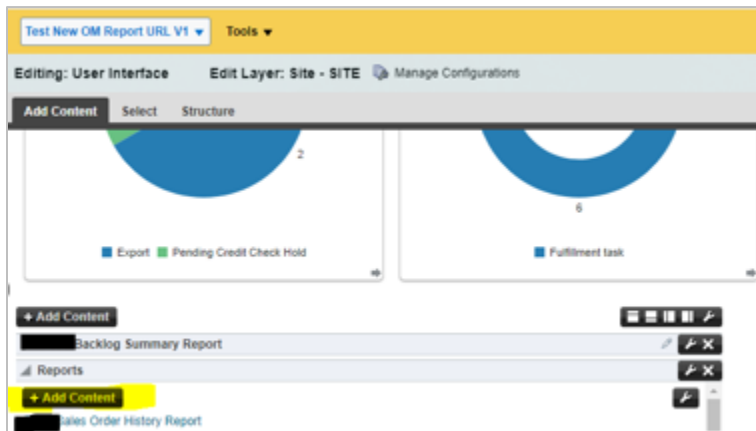 Test New OM Report URL V1 Tools
Editing: User Interface Edit Layer: Site - SITE Manage Configurations
Add Content Select Structure
2
6
Export Pending Credit Check Hold
Fulfillment task
+ Add Content
Backlog Summary Report
Reports
+ Add Content
Sales Order History Report